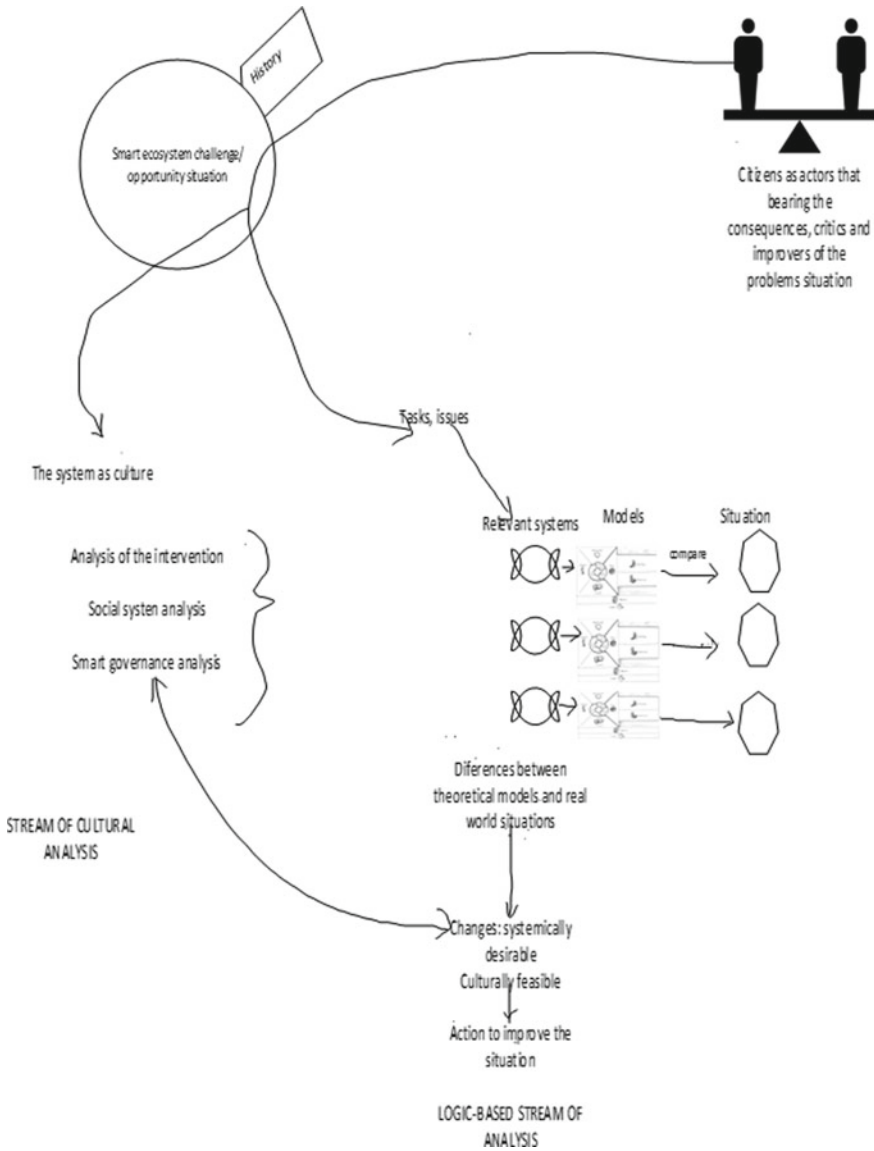 History
Smart ecosystem challenge/
opportunity situation
Citizens as actors that
bearing the
consequences, critics and
improvers of the
problems situation
Tasks, issues
The system as culture
Relevant systems
Models
Situation
compare
Analysis of the intervention
Social systen analysis
Smart governance analysis
Diferences between
theoretical models and real
world situations
STREAM OF CULTURAL
ANALYSIS
Changes: systemically
desirable
Culturally feasible
Action to improve the
situation
LOGIC-BASED STREAM OF
ANALYSIS